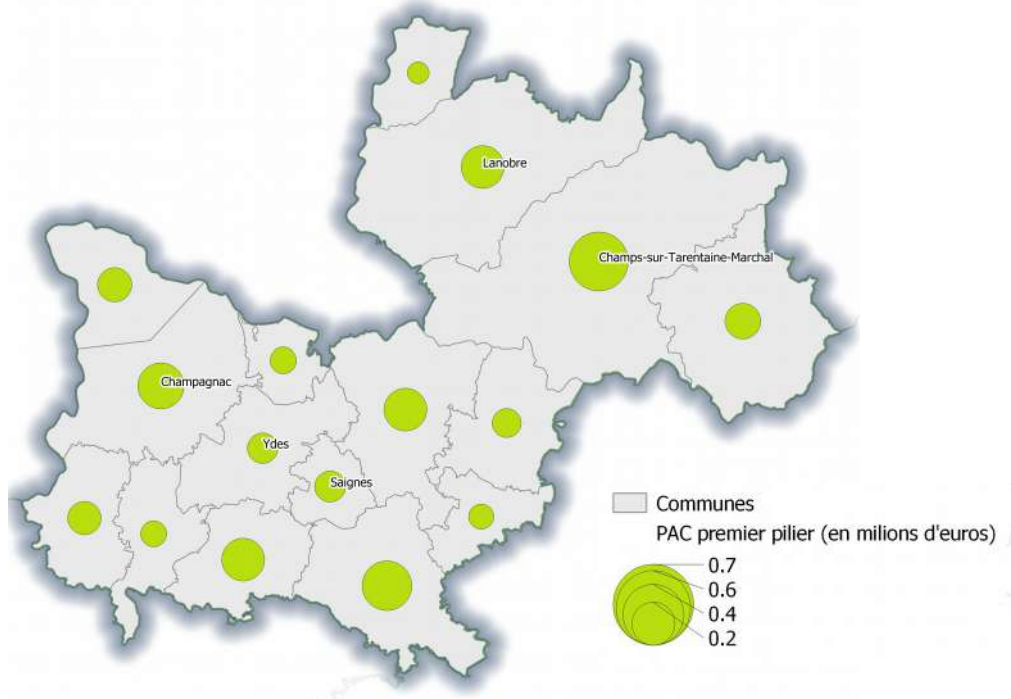 Lanobre
Champs-sur-Tarentaine-Marchal
Champagnac
Ydes
Saignes
Communes
PAC premier pilier (en milions d'euros)
0.7
0.6
0.4
0.2